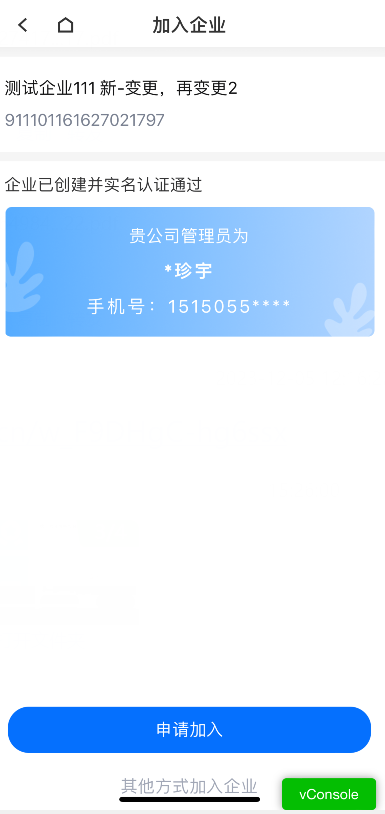 加入企业
测试企业111 新-变更，再变更2
911101161627021797
企业已创建并实名认证通过
贵公司管理员为
*珍宇
手机号：1515055****
申请加入
其他方式加入企业
vConsole